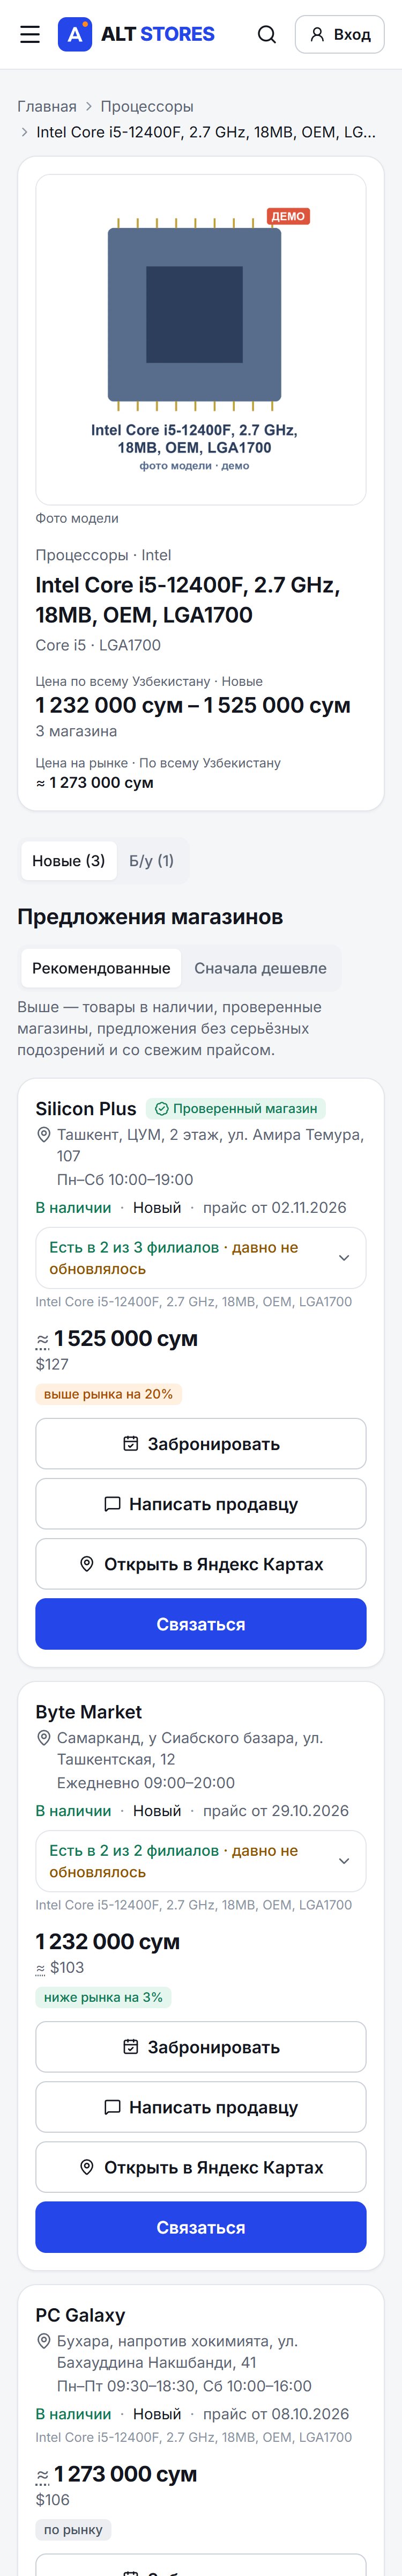 ALT STORES
Вход
Главная > Процессоры
> Intel Core i5-12400F, 2.7 GHz, 18MB, OEM, LG...
ДЕМО
Intel Core i5-12400F, 2.7 GHz,
18MB, OEM, LGA1700
фото модели · демо
Фото модели
Процессоры · Intel
Intel Core i5-12400F, 2.7 GHz,
18MB, OEM, LGA1700
Core i5 · LGA1700
Цена по всему Узбекистану · Новые
1 232 000 сум – 1 525 000 сум
3 магазина
Цена на рынке · По всему Узбекистану
≈ 1 273 000 сум
Новые (3)
Б/у (1)
Предложения магазинов
Рекомендованные
Сначала дешевле
Выше — товары в наличии, проверенные
магазины, предложения без серьёзных
подозрений и со свежим прайсом.
Silicon Plus
Проверенный магазин
Ташкент, ЦУМ, 2 этаж, ул. Амира Темура,
107
Пн–Сб 10:00–19:00
В наличии · Новый · прайс от 02.11.2026
Есть в 2 из 3 филиалов · давно не
обновлялось
Intel Core i5-12400F, 2.7 GHz, 18MB, OEM, LGA1700
≈ 1 525 000 сум
$127
выше рынка на 20%
Забронировать
Написать продавцу
Открыть в Яндекс Картах
Связаться
Byte Market
Самарканд, у Сиабского базара, ул.
Ташкентская, 12
Ежедневно 09:00–20:00
В наличии · Новый · прайс от 29.10.2026
Есть в 2 из 2 филиалов · давно не
обновлялось
Intel Core i5-12400F, 2.7 GHz, 18MB, OEM, LGA1700
1 232 000 сум
≈ $103
ниже рынка на 3%
Забронировать
Написать продавцу
Открыть в Яндекс Картах
Связаться
PC Galaxy
Бухара, напротив хокимията, ул.
Бахауддина Накшбанди, 41
Пн–Пт 09:30–18:30, Сб 10:00–16:00
В наличии · Новый · прайс от 08.10.2026
Intel Core i5-12400F, 2.7 GHz, 18MB, OEM, LGA1700
≈ 1 273 000 сум
$106
по рынку